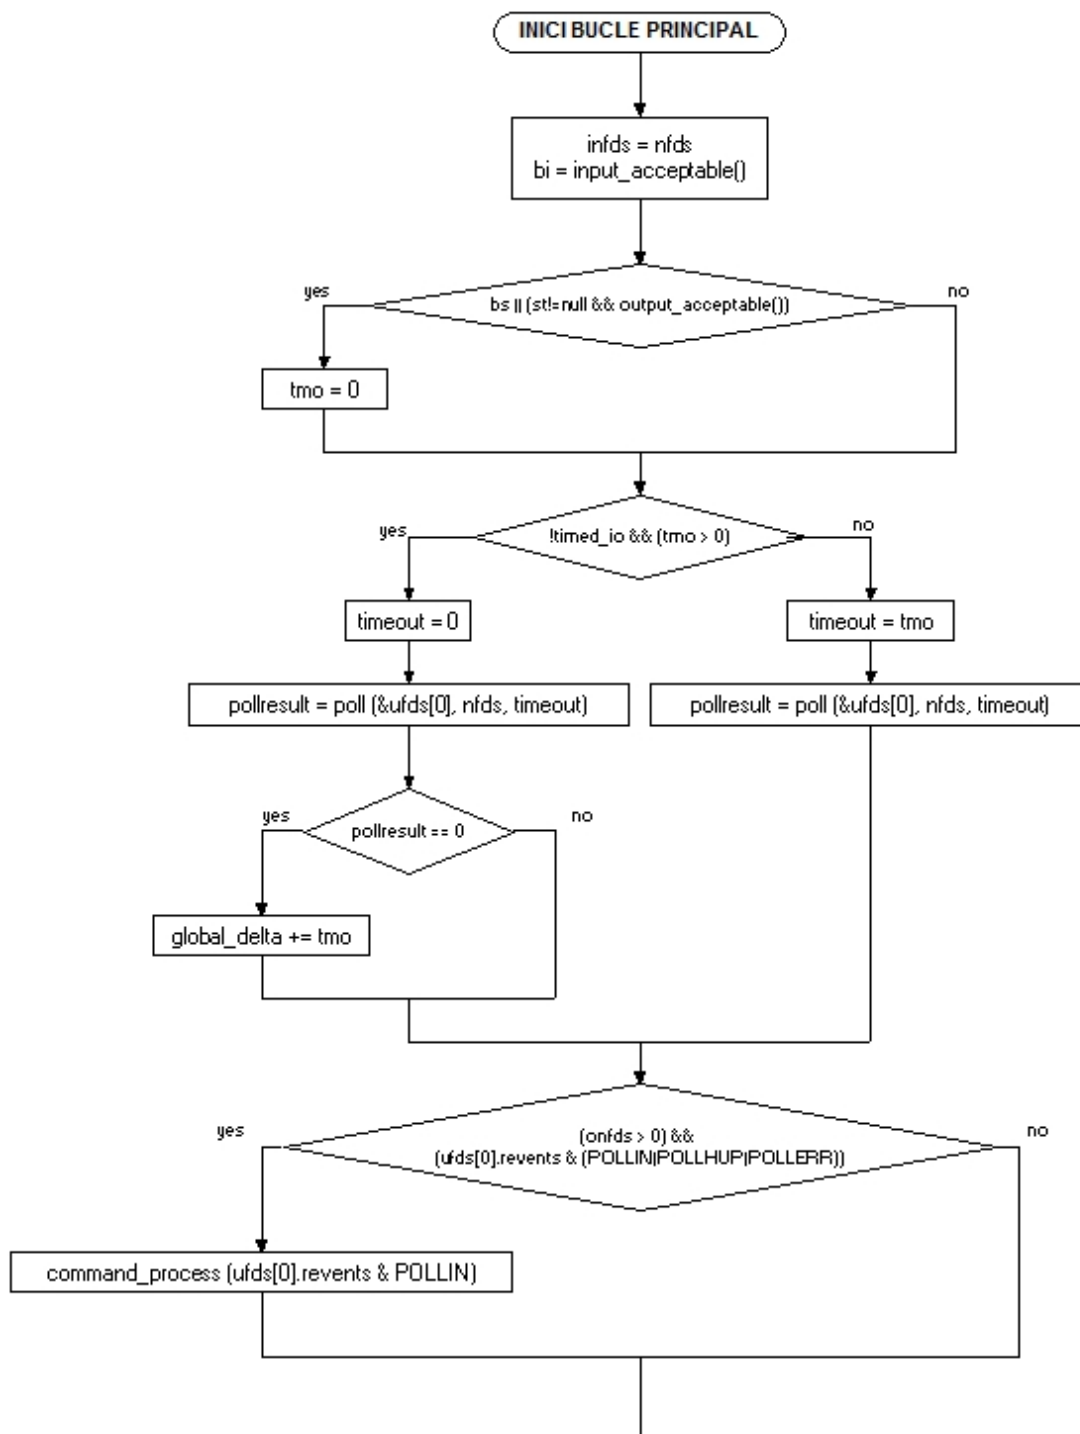 INICI BUCLE PRINCIPAL
infds = nfds
bi = input_acceptable()
yes
bs || (st!=null && output_acceptable())
no
tmo = 0
yes
!timed_io && (tmo > 0)
no
timeout = 0
timeout = tmo
pollresult = poll (&ufds[0], nfds, timeout)
pollresult = poll (&ufds[0], nfds, timeout)
yes
pollresult == 0
no
global_delta += tmo
yes
(onfds > 0) &&
(ufds[0].revents & (POLLIN|POLLHUP|POLLERR))
no
command_process (ufds[0].revents & POLLIN)